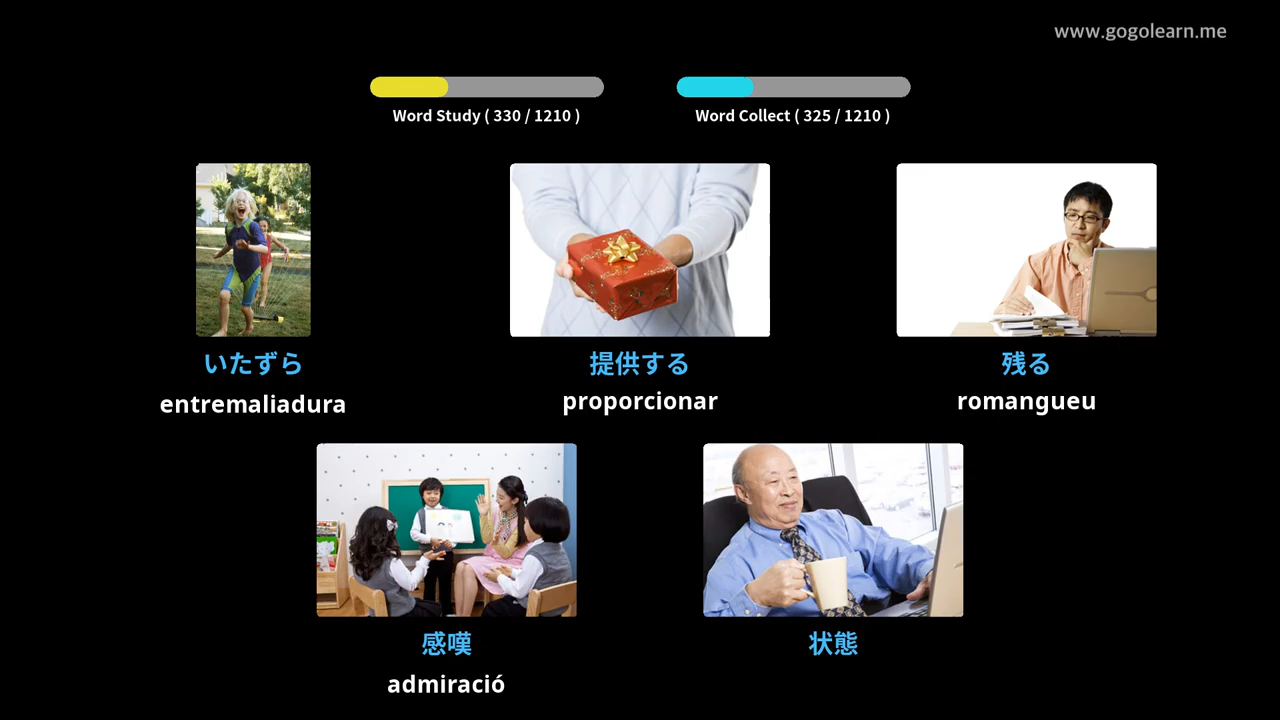 www.gogolearn.me
Word Study ( 330 / 1210 )
Word Collect ( 325 / 1210 )
いたずら
entremaliadura
提供する
proporcionar
残る
romangueu
感嘆
admiració
状態